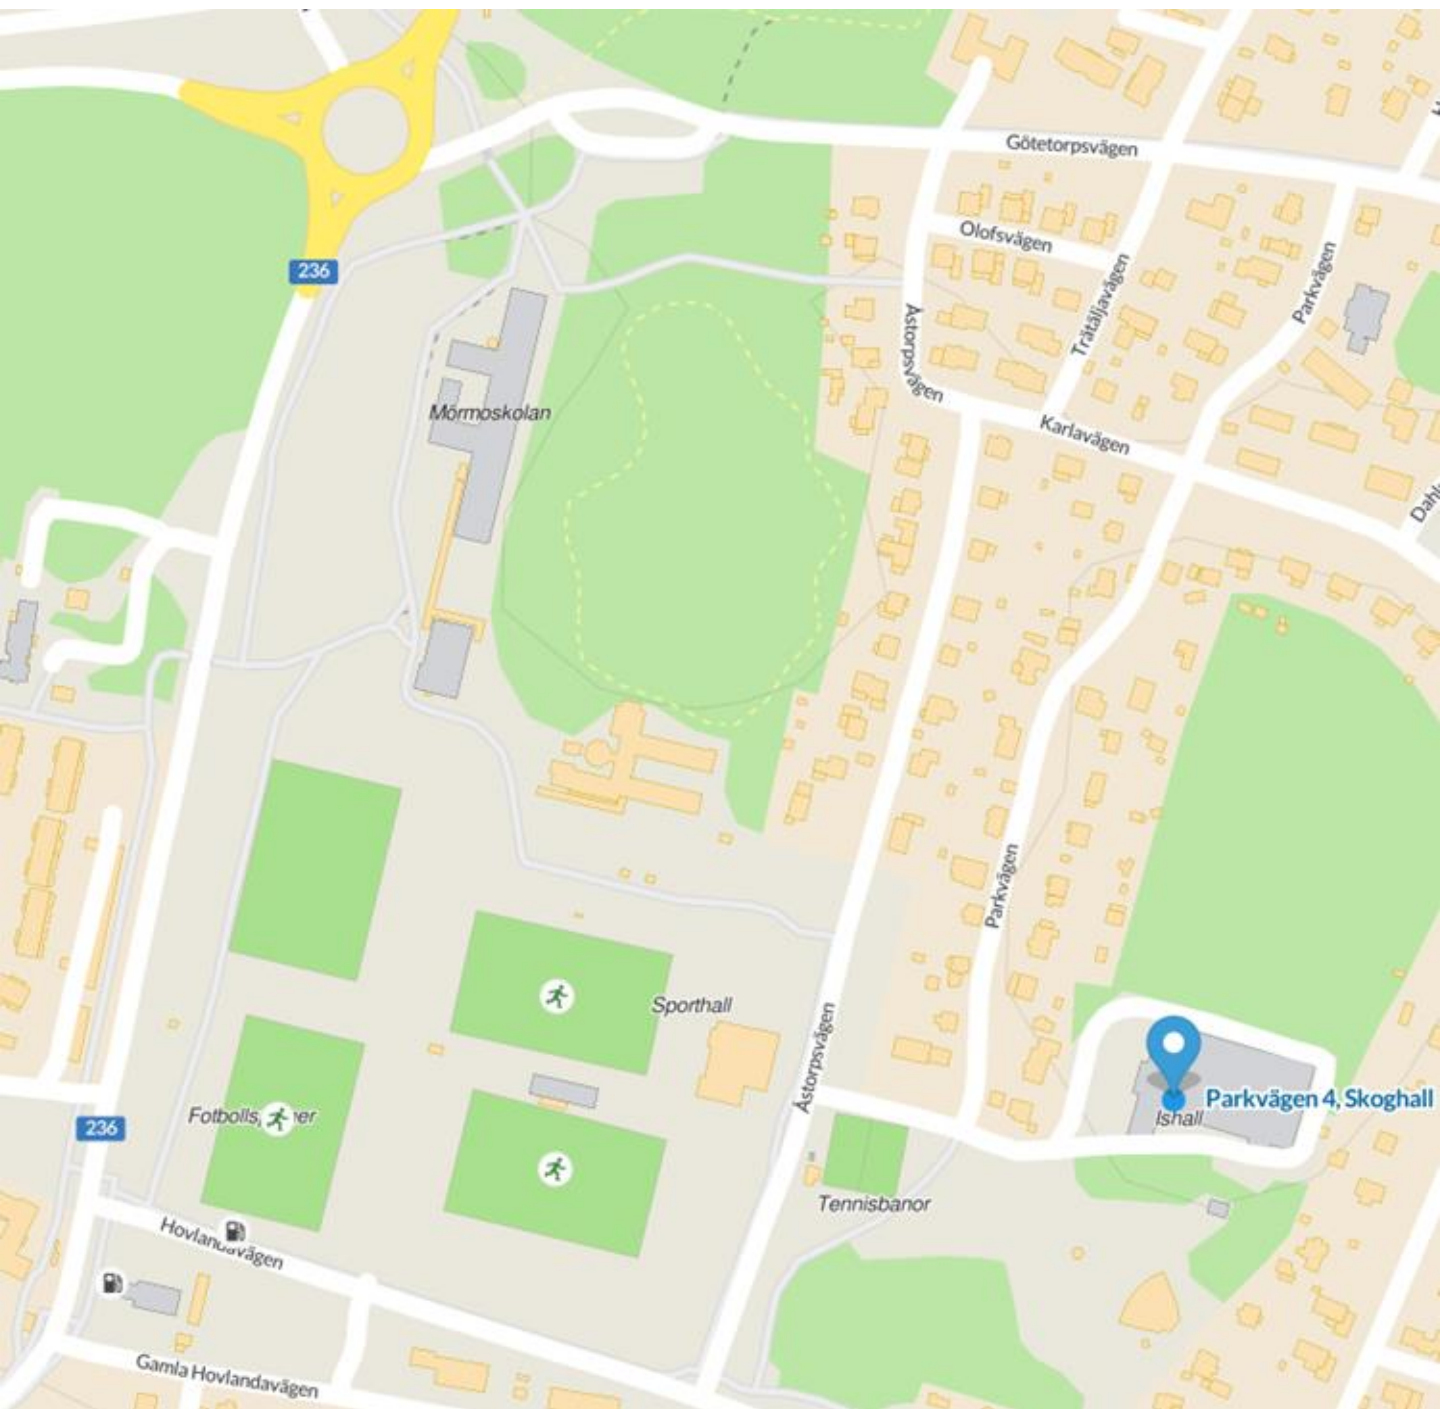 Götetorpsvägen
Olofsvägen
236
Trätäljavägen
Parkvägen
Åstorpsvägen
Mörmoskolan
Karlavägen
Parkvägen
Sporthall
Åstorpsvägen
Parkvägen 4, Skoghall
Ishall
236
Tennisbanor
Hovlandavägen
Gamla Hovlandavägen